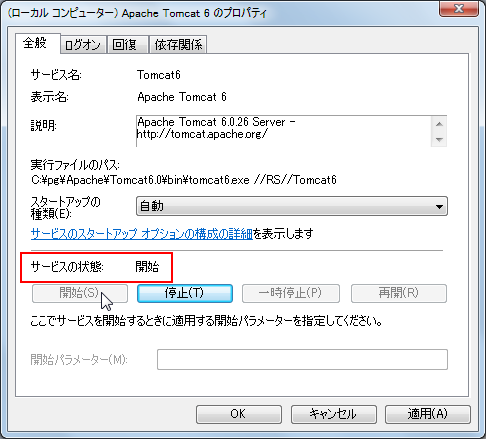 (ローカル コンピューター) Apache Tomcat 6 のプロパティ
全般 ログオン 回復 依存関係
サービス名: Tomcat6
表示名: Apache Tomcat 6
説明: Apache Tomcat 6.0.26 Server -
http://tomcat.apache.org/
実行ファイルのパス:
C:¥pg¥Apache¥Tomcat6.0¥bin¥tomcat6.exe //RS//Tomcat6
スタートアップの
種類(E): 自動
サービスのスタートアップ オプションの構成の詳細を表示します
サービスの状態: 開始
開始(S) 停止(T) 一時停止(P) 再開(R)
ここでサービスを開始するときに適用する開始パラメーターを指定してください。
開始パラメーター(M):
OK キャンセル 適用(A)